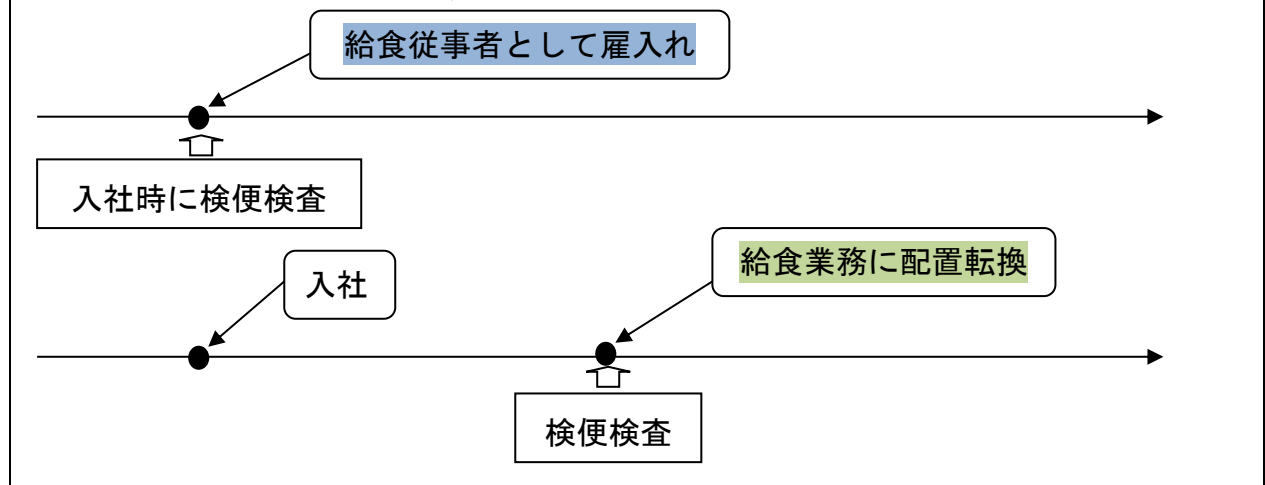 給食従事者として雇入れ
入社時に検便検査
給食業務に配置転換
入社
検便検査